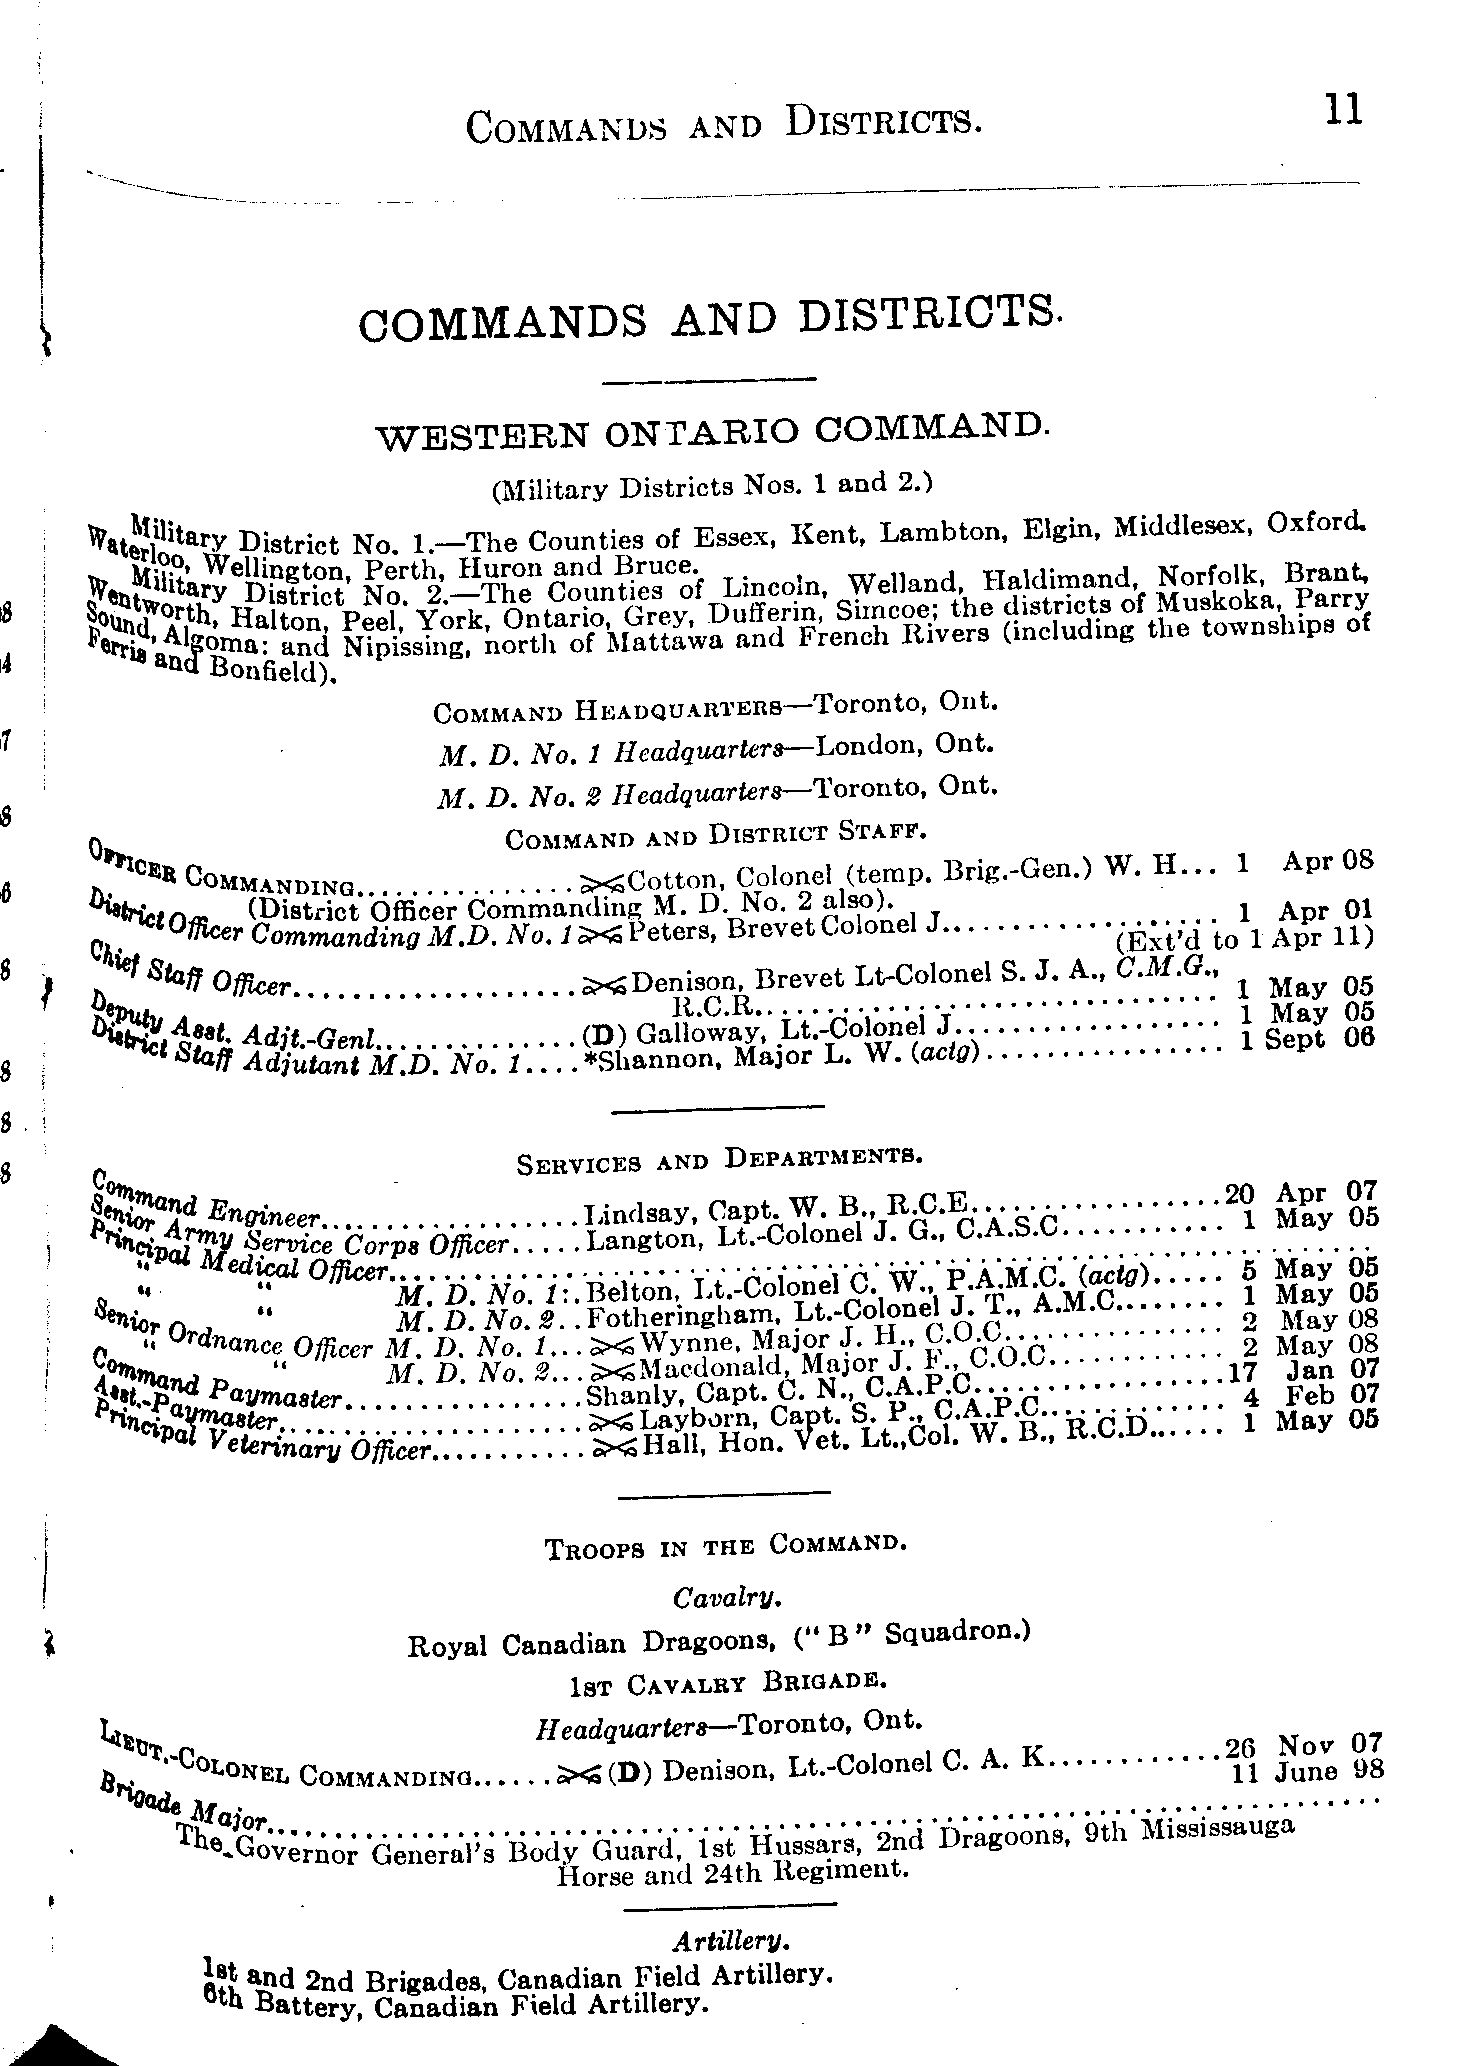 COMMANDS AND DISTRICTS. 11
COMMANDS AND DISTRICTS.
WESTERN ONTARIO COMMAND.
(Military Districts Nos. 1 and 2.)
Military District No. 1.—The Counties of Essex, Kent, Lambton, Elgin, Middlesex, Oxford.
Waterloo, Wellington, Perth, Huron and Bruce.
Military District No. 2.—The Counties of Lincoln, Welland, Haldimand, Norfolk, Brant,
Wentworth, Halton, Peel, York, Ontario, Grey, Dufferin, Simcoe; the districts of Muskoka, Parry
Sound, Algoma: and Nipissing, north of Mattawa and French Rivers (including the townships of
Ferris and Bonfield).
COMMAND HEADQUARTERS—Toronto, Ont.
M. D. No. 1 Headquarters—London, Ont.
M. D. No. 2 Headquarters—Toronto, Ont.
COMMAND AND DISTRICT STAFF.
OFFICER COMMANDING................Cotton, Colonel (temp. Brig.-Gen.) W. H... 1 Apr 08
(District Officer Commanding M. D. No. 2 also).
District Officer Commanding M.D. No. 1 Peters, Brevet Colonel J.................. 1 Apr 01
(Ext'd to 1 Apr 11)
Chief Staff Officer....................Denison, Brevet Lt-Colonel S. J. A., C.M.G.,
R.C.R............................ 1 May 05
Deputy Asst. Adjt.-Genl...............(D) Galloway, Lt.-Colonel J.................. 1 May 05
District Staff Adjutant M.D. No. 1....*Shannon, Major L. W. (actg)................ 1 Sept 06
SERVICES AND DEPARTMENTS.
Command Engineer..................Lindsay, Capt. W. B., R.C.E.................20 Apr 07
Senior Army Service Corps Officer.....Langton, Lt.-Colonel J. G., C.A.S.C........... 1 May 05
Principal Medical Officer..................................................
" " M. D. No. 1:.Belton, Lt.-Colonel C. W., P.A.M.C. (actg)..... 5 May 05
" " M. D. No. 2..Fotheringham, Lt.-Colonel J. T., A.M.C........ 1 May 05
Senior Ordnance Officer M. D. No. 1...Wynne, Major J. H., C.O.C............... 2 May 08
" " M. D. No. 2...Macdonald, Major J. F., C.O.C............ 2 May 08
Command Paymaster................Shanly, Capt. C. N., C.A.P.C.................17 Jan 07
Asst.-Paymaster.....................Layborn, Capt. S. P., C.A.P.C............. 4 Feb 07
Principal Veterinary Officer...........Hall, Hon. Vet. Lt.,Col. W. B., R.C.D...... 1 May 05
TROOPS IN THE COMMAND.
Cavalry.
Royal Canadian Dragoons, ("B" Squadron.)
1ST CAVALRY BRIGADE.
Headquarters—Toronto, Ont.
LIEUT.-COLONEL COMMANDING......(D) Denison, Lt.-Colonel C. A. K............26 Nov 07
11 June 98
Brigade Major..................................................
The Governor General's Body Guard, 1st Hussars, 2nd Dragoons, 9th Mississauga
Horse and 24th Regiment.
Artillery.
1st and 2nd Brigades, Canadian Field Artillery.
6th Battery, Canadian Field Artillery.